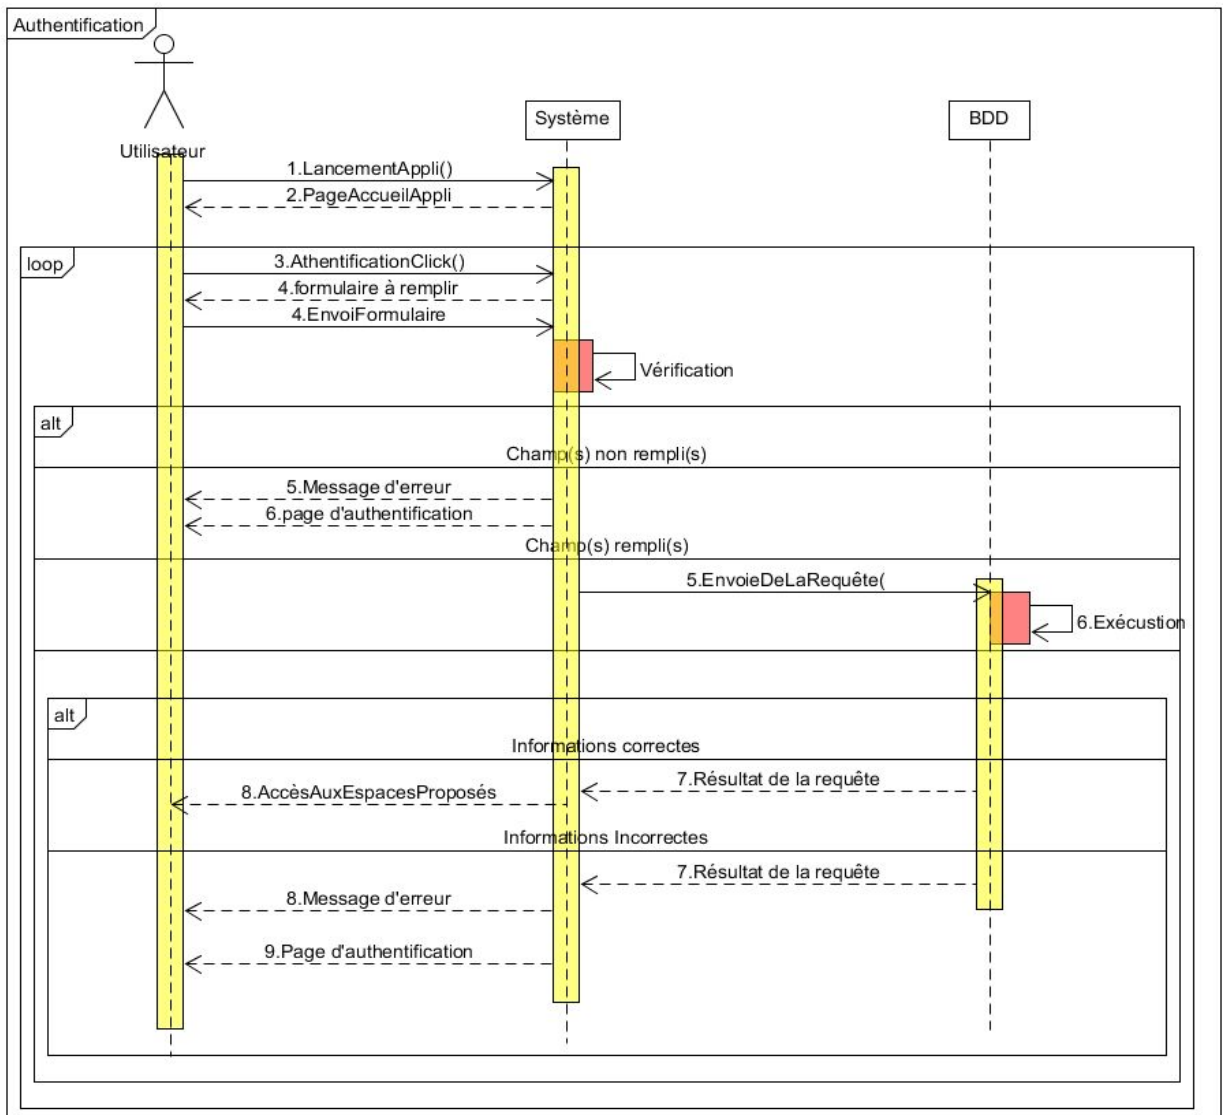 Authentification
Utilisateur
Système
BDD
1.LancementAppli()
2.PageAccueilAppli
loop
3.AthentificationClick()
4.formulaire à remplir
4.EnvoiFormulaire
Vérification
alt
Champ(s) non rempli(s)
5.Message d'erreur
6.page d'authentification
Champ(s) rempli(s)
5.EnvoieDeLaRequête(
6.Exécustion
alt
Informations correctes
7.Résultat de la requête
8.AccèsAuxEspacesProposés
Informations Incorrectes
7.Résultat de la requête
8.Message d'erreur
9.Page d'authentification